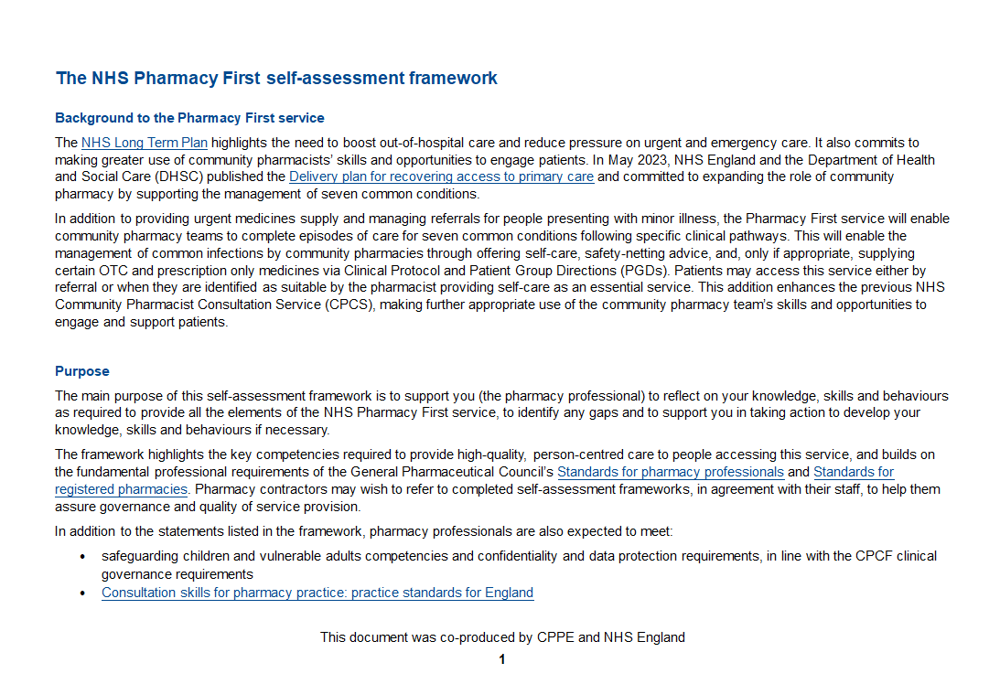 The NHS Pharmacy First self-assessment framework
Background to the Pharmacy First service
The NHS Long Term Plan highlights the need to boost out-of-hospital care and reduce pressure on urgent and emergency care. It also commits to
making greater use of community pharmacists' skills and opportunities to engage patients. In May 2023, NHS England and the Department of Health
and Social Care (DHSC) published the Delivery plan for recovering access to primary care and committed to expanding the role of community
pharmacy by supporting the management of seven common conditions.
In addition to providing urgent medicines supply and managing referrals for people presenting with minor illness, the Pharmacy First service will enable
community pharmacy teams to complete episodes of care for seven common conditions following specific clinical pathways. This will enable the
management of common infections by community pharmacies through offering self-care, safety-netting advice, and, only if appropriate, supplying
certain OTC and prescription only medicines via Clinical Protocol and Patient Group Directions (PGDs). Patients may access this service either by
referral or when they are identified as suitable by the pharmacist providing self-care as an essential service. This addition enhances the previous NHS
Community Pharmacist Consultation Service (CPCS), making further appropriate use of the community pharmacy team's skills and opportunities to
engage and support patients.
Purpose
The main purpose of this self-assessment framework is to support you (the pharmacy professional) to reflect on your knowledge, skills and behaviours
as required to provide all the elements of the NHS Pharmacy First service, to identify any gaps and to support you in taking action to develop your
knowledge, skills and behaviours if necessary.
The framework highlights the key competencies required to provide high-quality, person-centred care to people accessing this service, and builds on
the fundamental professional requirements of the General Pharmaceutical Council's Standards for pharmacy professionals and Standards for
registered pharmacies. Pharmacy contractors may wish to refer to completed self-assessment frameworks, in agreement with their staff, to help them
assure governance and quality of service provision.
In addition to the statements listed in the framework, pharmacy professionals are also expected to meet:
• safeguarding children and vulnerable adults competencies and confidentiality and data protection requirements, in line with the CPCF clinical
governance requirements
• Consultation skills for pharmacy practice: practice standards for England
This document was co-produced by CPPE and NHS England
1